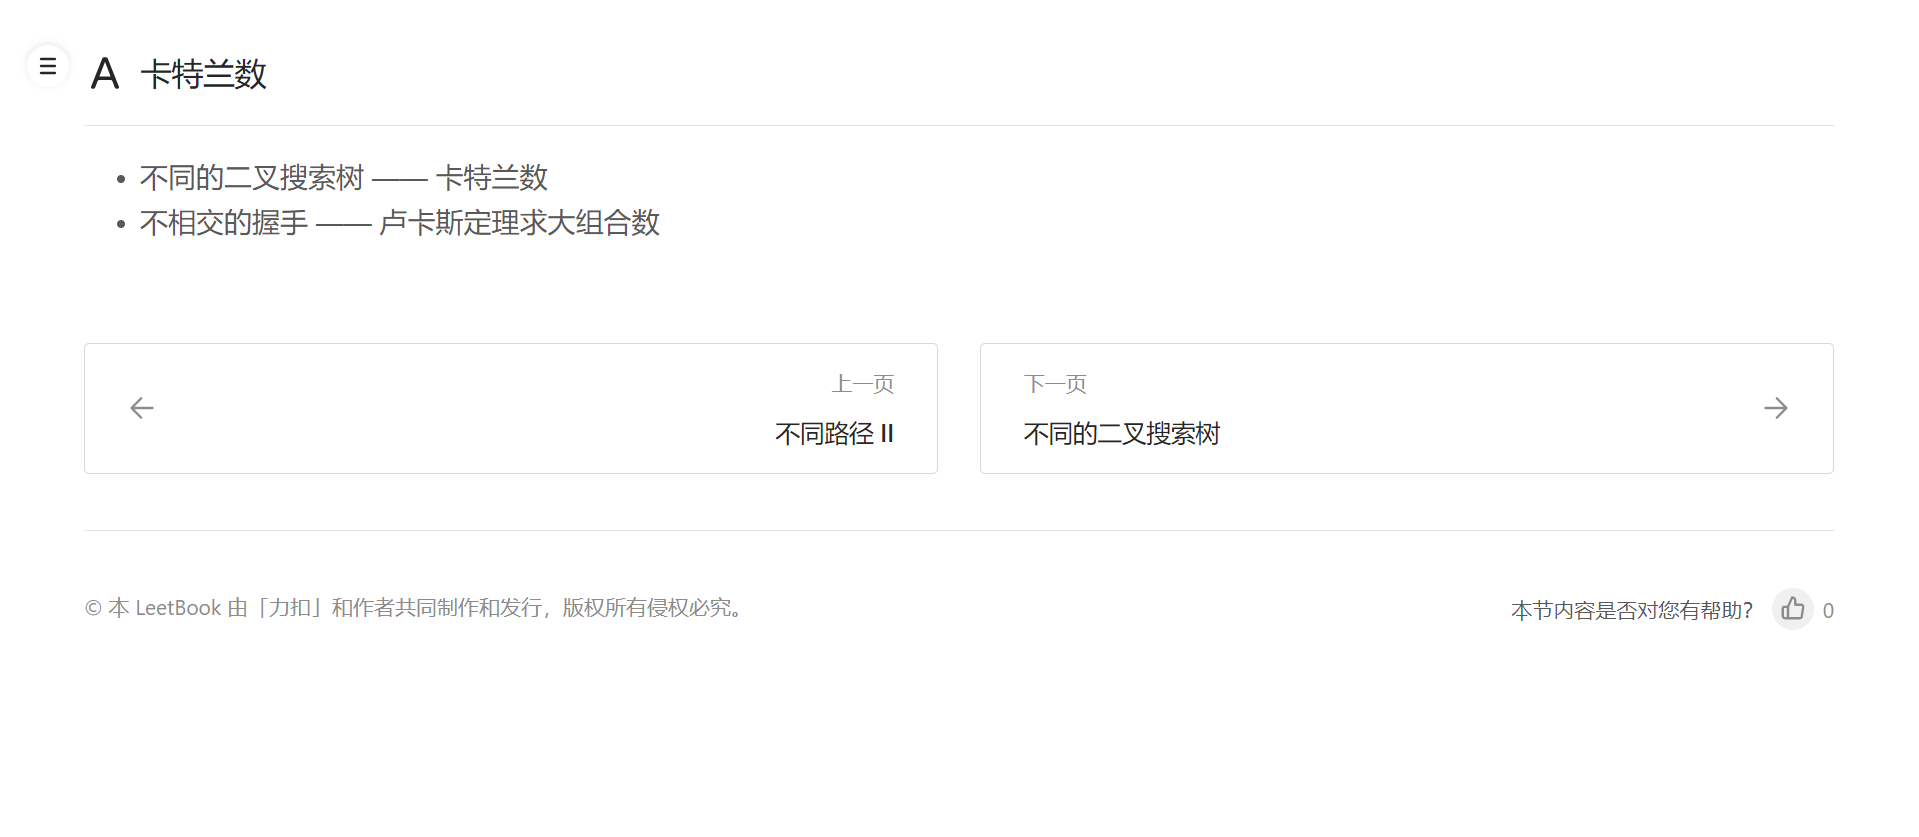 A 卡特兰数
不同的二叉搜索树 —— 卡特兰数
不相交的握手 —— 卢卡斯定理求大组合数
上一页
不同路径 II
下一页
不同的二叉搜索树
© 本 LeetBook 由「力扣」和作者共同制作和发行，版权所有侵权必究。
本节内容是否对您有帮助？ 0